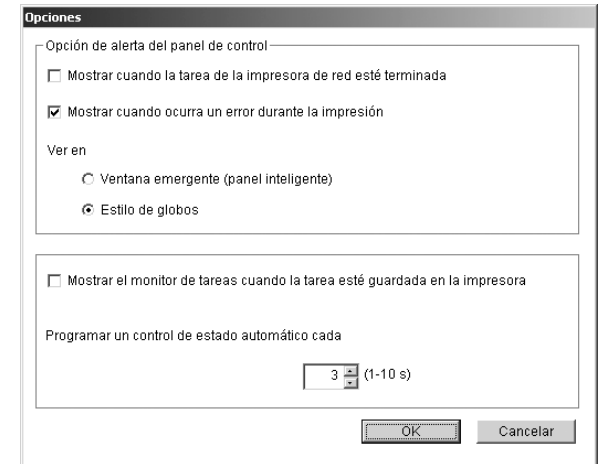 Opciones
Opción de alerta del panel de control
Mostrar cuando la tarea de la impresora de red esté terminada
Mostrar cuando ocurra un error durante la impresión
Ver en
Ventana emergente (panel inteligente)
Estilo de globos
Mostrar el monitor de tareas cuando la tarea esté guardada en la impresora
Programar un control de estado automático cada
3 (1-10 s)
OK Cancelar